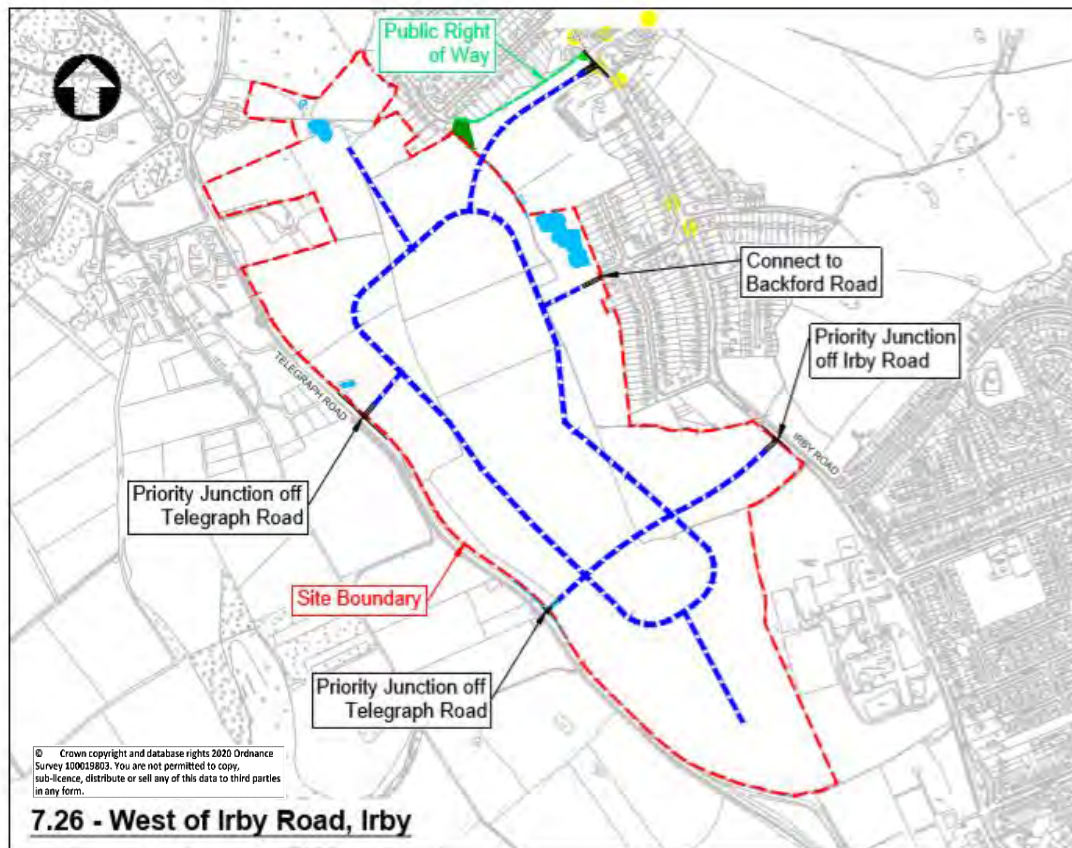 Public Right
of Way
Connect to
Backford Road
Priority Junction
off Irby Road
TELEGRAPH ROAD
IRBY ROAD
Priority Junction off
Telegraph Road
Site Boundary
Priority Junction off
Telegraph Road
© Crown copyright and database rights 2020 Ordnance
Survey 100019803. You are not permitted to copy,
sub-licence, distribute or sell any of this data to third parties
in any form.
7.26 - West of Irby Road, Irby